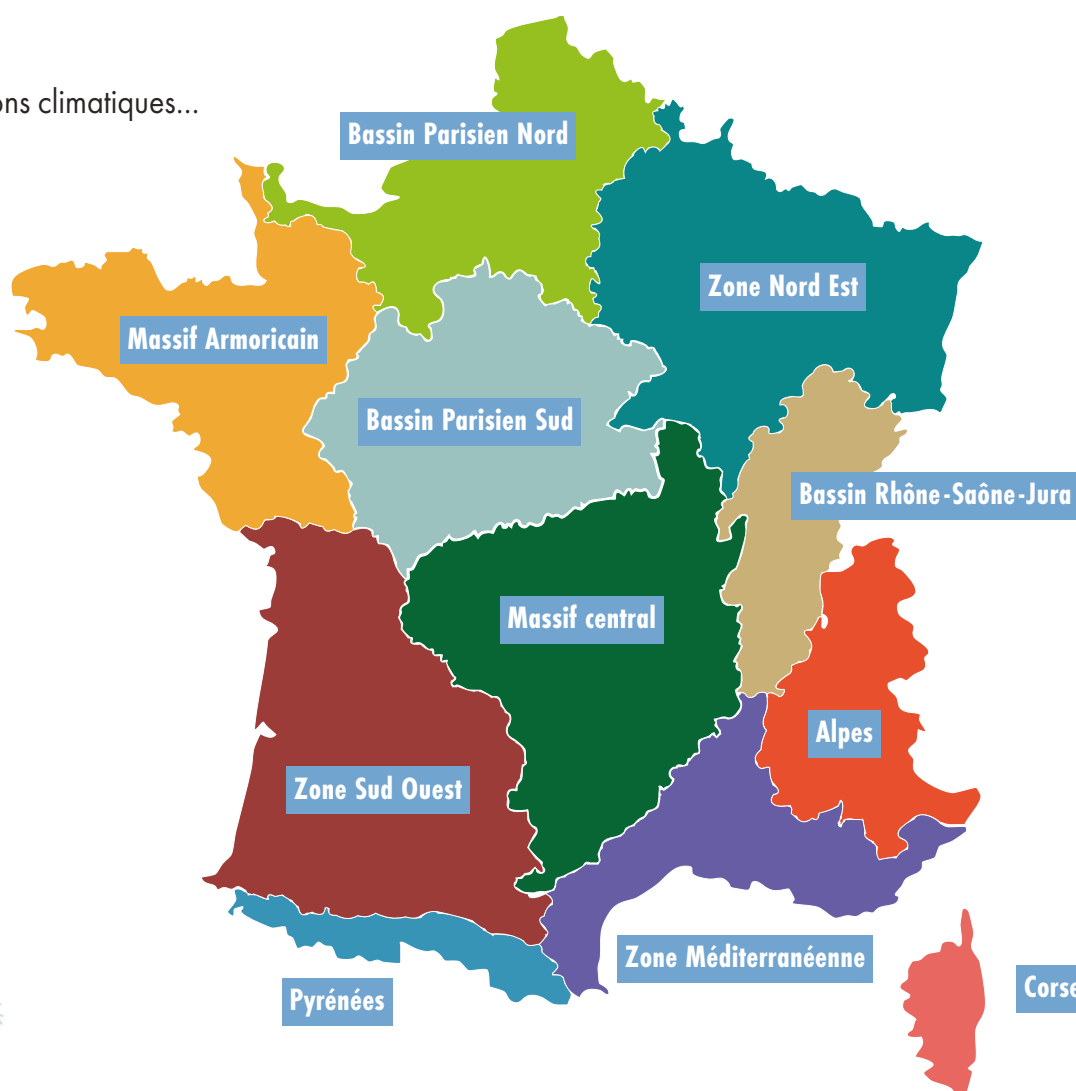 ons climatiques...
Bassin Parisien Nord
Zone Nord Est
Massif Armoricain
Bassin Parisien Sud
Bassin Rhône-Saône-Jura
Massif central
Alpes
Zone Sud Ouest
Zone Méditerranéenne
Pyrénées
Corse